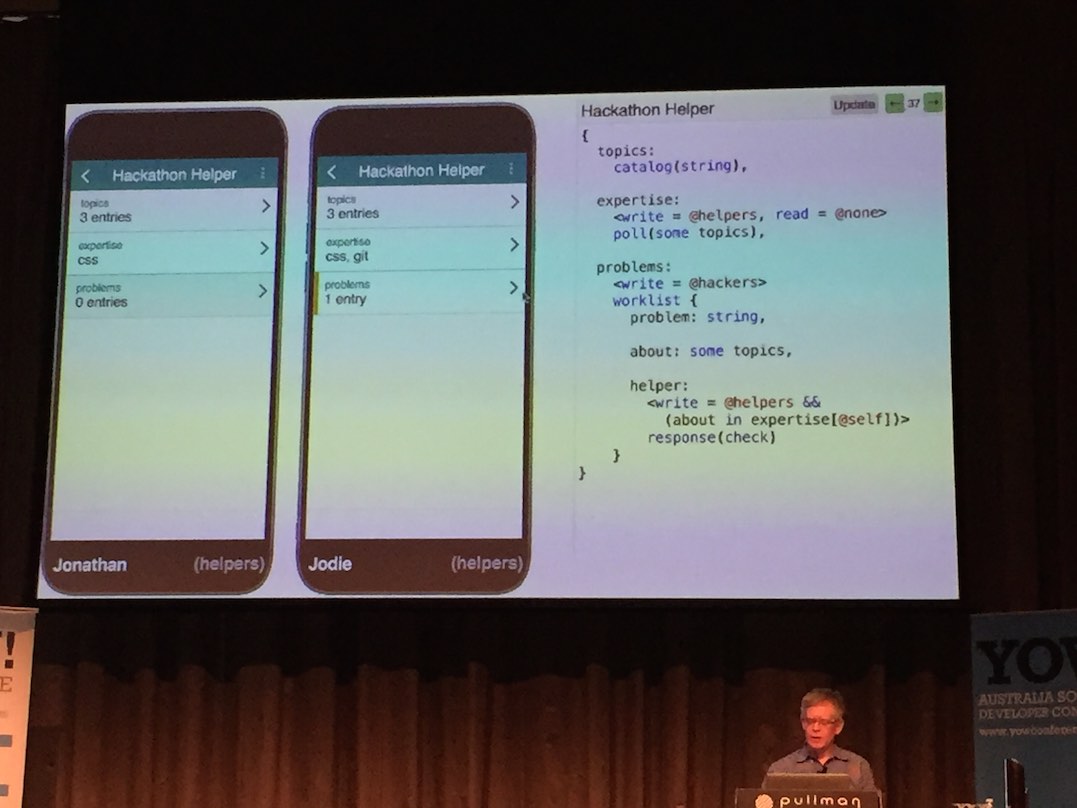 Hackathon Helper
topics
3 entries
expertise
css
problems
0 entries
Jonathan (helpers)
Hackathon Helper
topics
3 entries
expertise
css, git
problems
1 entry
Jodie (helpers)
Hackathon Helper Update ← 37 →
{
topics:
catalog(string),
expertise:
<write = @helpers, read = @none>
poll(some topics),
problems:
<write = @hackers>
worklist {
problem: string,
about: some topics,
helper:
<write = @helpers &&
(about in expertise[@self])>
response(check)
}
}
!
E
YOW
AUSTRALIA SO
DEVELOPER CON
www.yowconferen
pullman